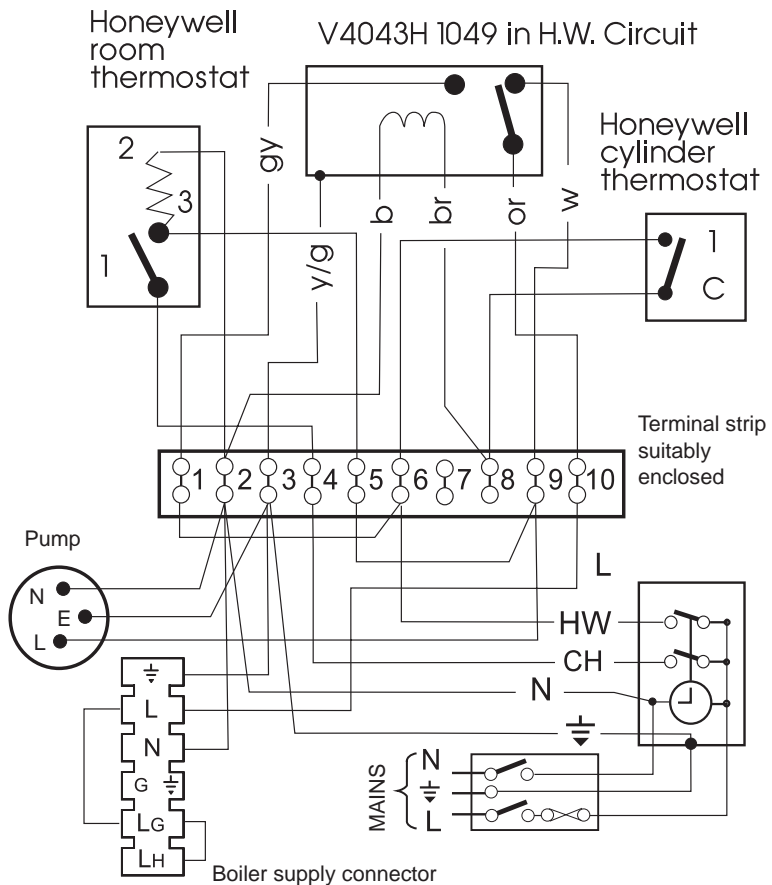 Honeywell
room
thermostat
V4043H 1049 in H.W. Circuit
Honeywell
cylinder
thermostat
2
3
1
gy
y/g
b
br
or
w
1
C
Terminal strip
suitably
enclosed
1 2 3 4 5 6 7 8 9 10
Pump
N
E
L
L
HW
CH
N
L
N
G
LG
LH
MAINS
N
L
Boiler supply connector